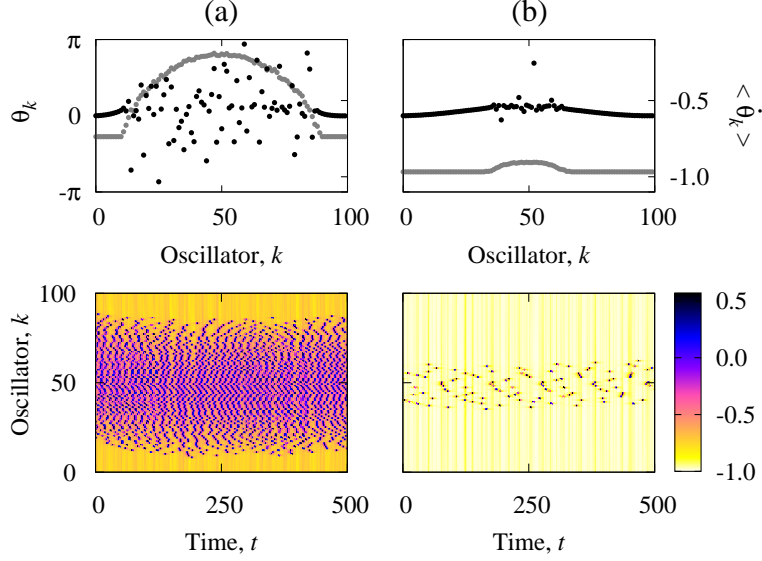 (a) (b)
π
θk
0
-π
0 50 100
Oscillator, k
0 50 100
Oscillator, k
-0.5
-1.0
< θ̇k >
100
50
0
Oscillator, k
0 250 500
Time, t
0 250 500
Time, t
0.5
0.0
-0.5
-1.0